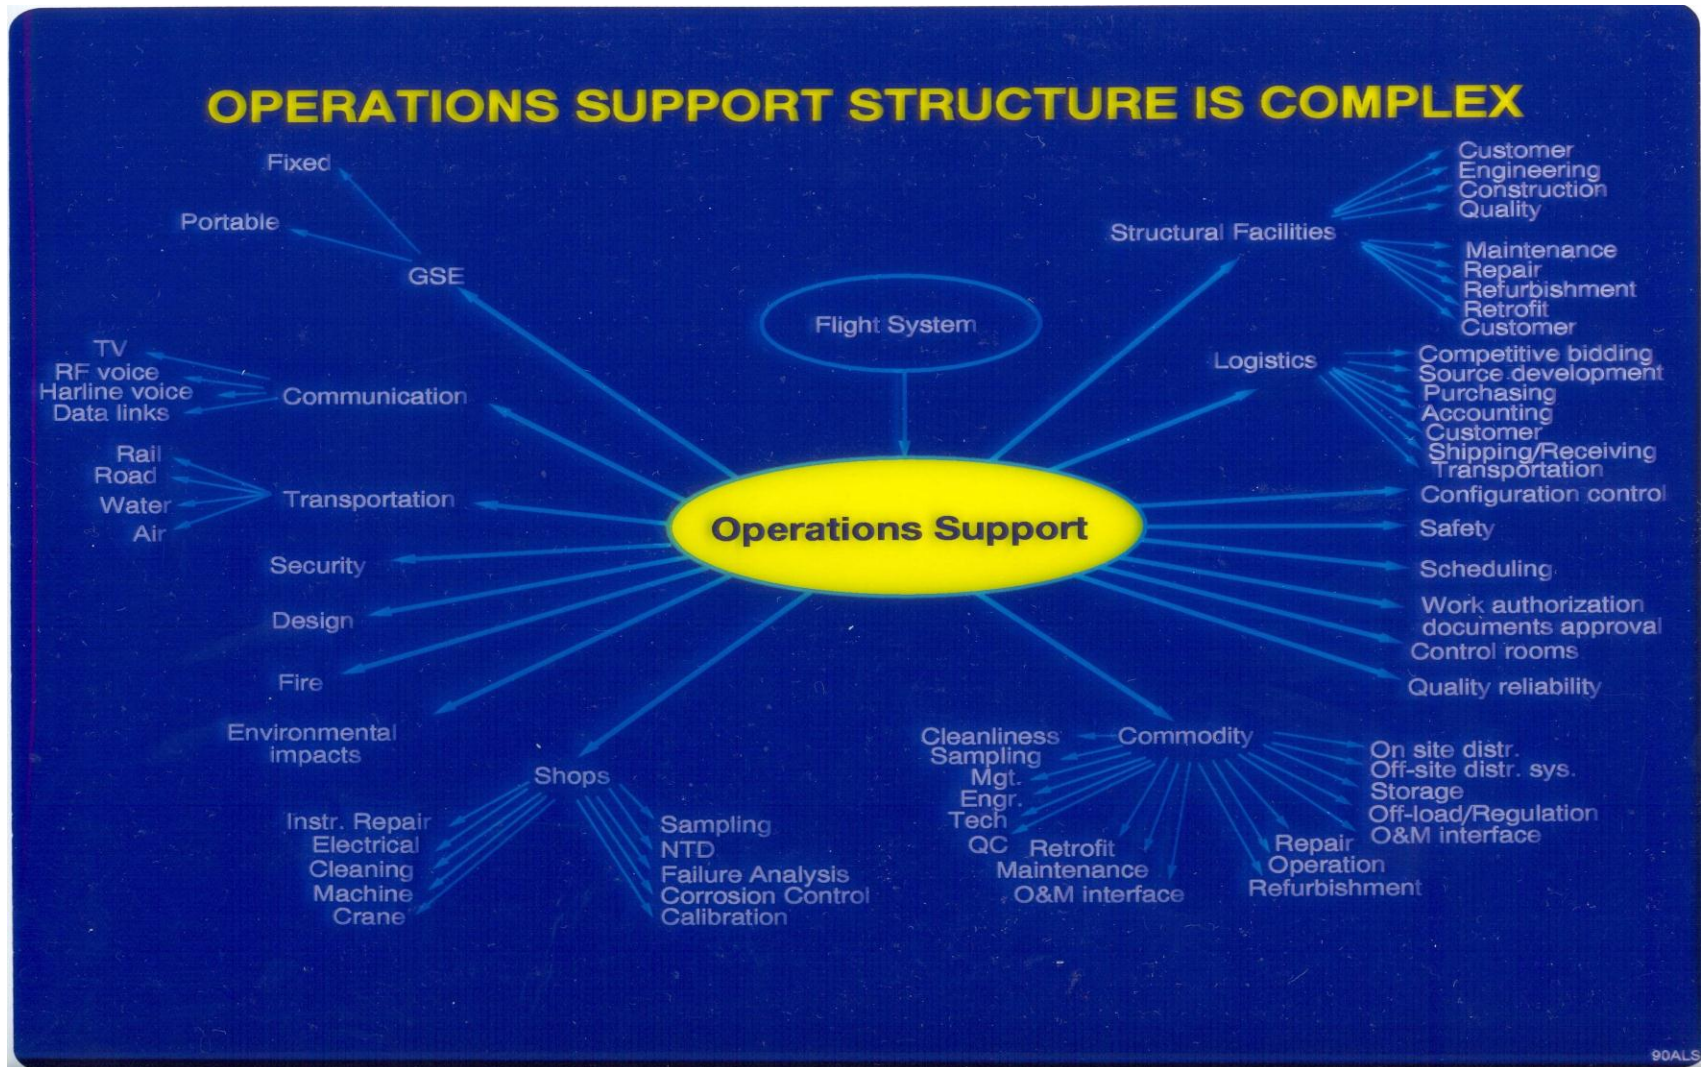 OPERATIONS SUPPORT STRUCTURE IS COMPLEX
Fixed
Portable
GSE
Flight System
Structural Facilities
Customer
Engineering
Construction
Quality
Maintenance
Repair
Refurbishment
Retrofit
Customer
TV
RF voice
Harline voice
Data links
Communication
Logistics
Competitive bidding
Source development
Purchasing
Accounting
Customer
Shipping/Receiving
Transportation
Rail
Road
Water
Air
Transportation
Operations Support
Configuration control
Safety
Scheduling
Work authorization
documents approval
Control rooms
Quality reliability
Security
Design
Fire
Environmental
impacts
Shops
Instr. Repair
Electrical
Cleaning
Machine
Crane
Sampling
NTD
Failure Analysis
Corrosion Control
Calibration
Commodity
Cleanliness
Sampling
Mgt.
Engr.
Tech
QC
Retrofit
Maintenance
O&M interface
Repair
Operation
Refurbishment
On site distr.
Off-site distr. sys.
Storage
Off-load/Regulation
O&M interface
90ALS